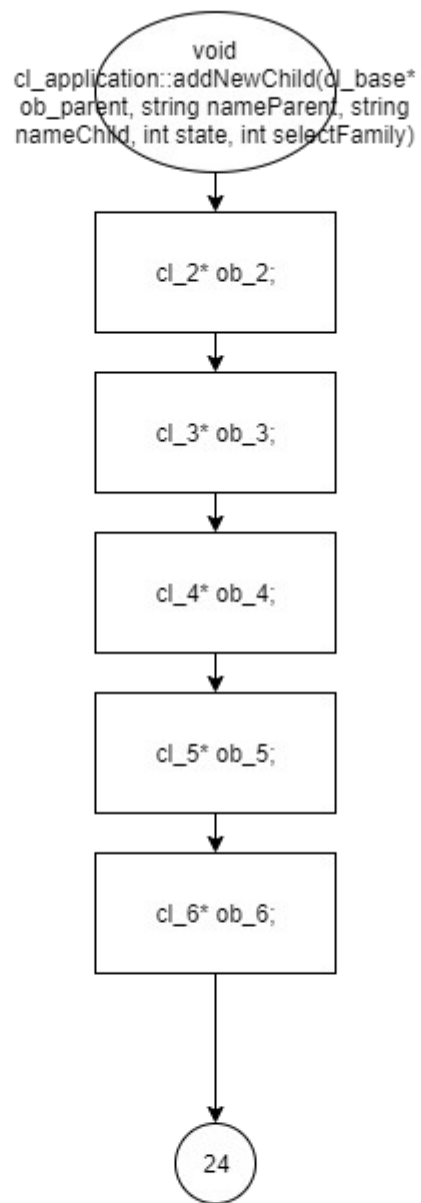 void
cl_application::addNewChild(cl_base*
ob_parent, string nameParent, string
nameChild, int state, int selectFamily)
cl_2* ob_2;
cl_3* ob_3;
cl_4* ob_4;
cl_5* ob_5;
cl_6* ob_6;
24